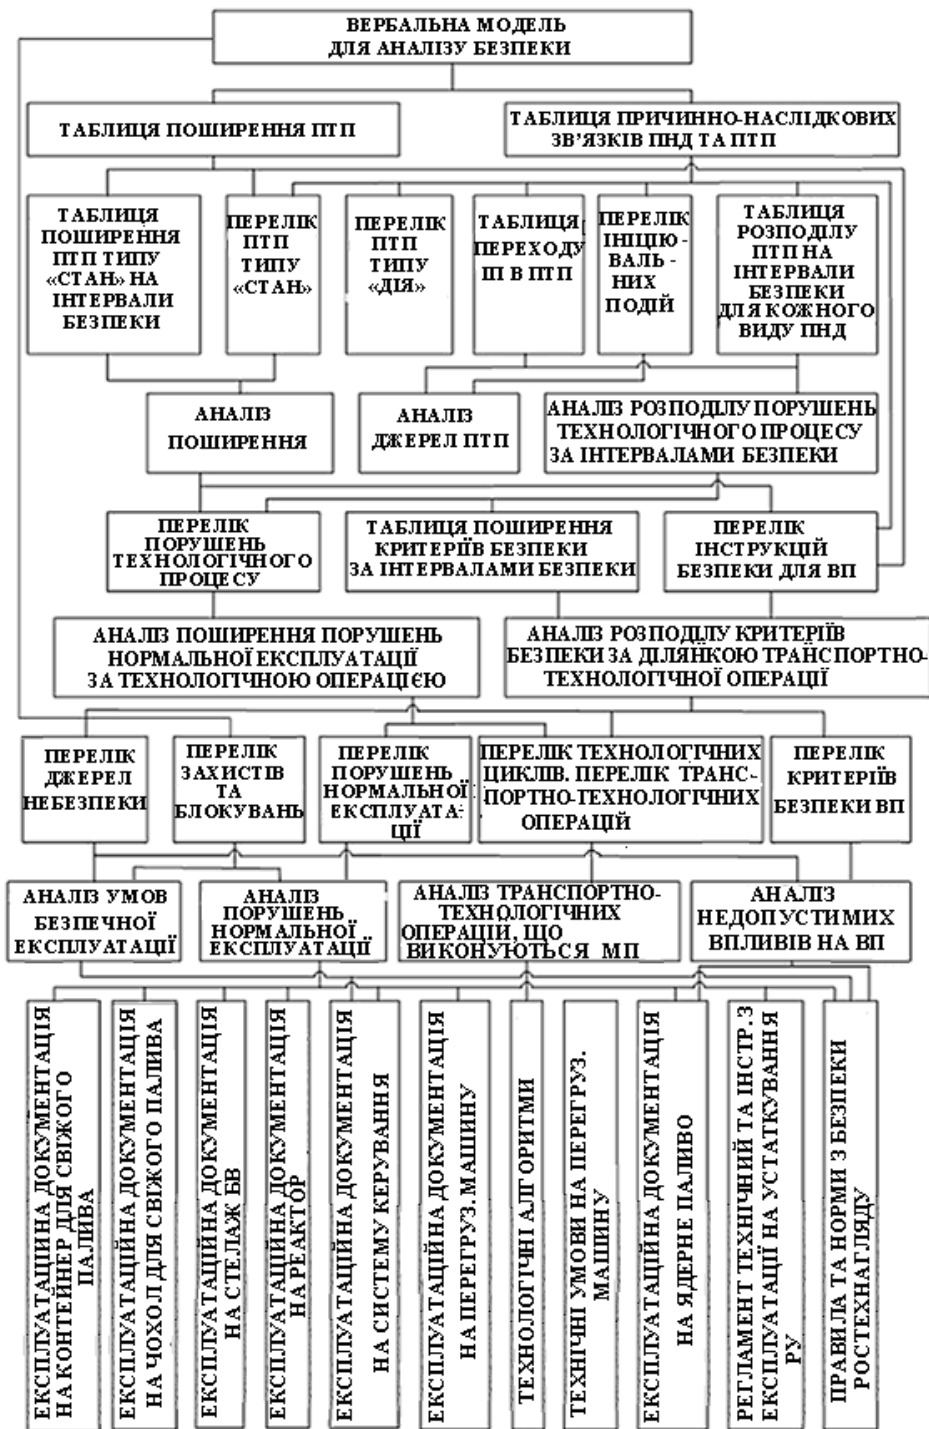 ВЕРБАЛЬНА МОДЕЛЬ
ДЛЯ АНАЛІЗУ БЕЗПЕКИ
ТАБЛИЦЯ ПОШИРЕННЯ ПТП
ТАБЛИЦЯ ПРИЧИННО-НАСЛІДКОВИХ
ЗВ’ЯЗКІВ ПНД ТА ПТП
ТАБЛИЦЯ
ПОШИРЕННЯ
ПТП ТИПУ
«СТАН» НА
ІНТЕРВАЛИ
БЕЗПЕКИ
ПЕРЕЛІК
ПТП
ТИПУ
«СТАН»
ПЕРЕЛІК
ПТП
ТИПУ
«ДІЯ»
ТАБЛИЦЯ
ПЕРЕХОДУ
ІП В ПТП
ПЕРЕЛІК
ІНІЦІЮ-
ВАЛЬ-
НИХ
ПОДІЙ
ТАБЛИЦЯ
РОЗПОДІЛУ
ПТП НА
ІНТЕРВАЛИ
БЕЗПЕКИ
ДЛЯ КОЖНОГО
ВИДУ ПНД
АНАЛІЗ
ПОШИРЕННЯ
АНАЛІЗ
ДЖЕРЕЛ ПТП
АНАЛІЗ РОЗПОДІЛУ ПОРУШЕНЬ
ТЕХНОЛОГІЧНОГО ПРОЦЕСУ
ЗА ІНТЕРВАЛАМИ БЕЗПЕКИ
ПЕРЕЛІК
ПОРУШЕНЬ
ТЕХНОЛОГІЧНОГО
ПРОЦЕСУ
ТАБЛИЦЯ ПОШИРЕННЯ
КРИТЕРІЇВ БЕЗПЕКИ
ЗА ІНТЕРВАЛАМИ БЕЗПЕКИ
ПЕРЕЛІК
ІНСТРУКЦІЙ
БЕЗПЕКИ ДЛЯ ВП
АНАЛІЗ ПОШИРЕННЯ ПОРУШЕНЬ
НОРМАЛЬНОЇ ЕКСПЛУАТАЦІЇ
ЗА ТЕХНОЛОГІЧНОЮ ОПЕРАЦІЄЮ
АНАЛІЗ РОЗПОДІЛУ КРИТЕРІЇВ
БЕЗПЕКИ ЗА ДІЛЯНКОЮ ТРАНСПОРТНО-
ТЕХНОЛОГІЧНОЇ ОПЕРАЦІЇ
ПЕРЕЛІК
ДЖЕРЕЛ
НЕБЕЗПЕКИ
ПЕРЕЛІК
ЗАХИСТІВ
ТА
БЛОКУВАНЬ
ПЕРЕЛІК
ПОРУШЕНЬ
НОРМАЛЬНОЇ
ЕКСПЛУАТА-
ЦІЇ
ПЕРЕЛІК ТЕХНОЛОГІЧНИХ
ЦИКЛІВ. ПЕРЕЛІК ТРАНС-
ПОРТНО-ТЕХНОЛОГІЧНИХ
ОПЕРАЦІЙ
ПЕРЕЛІК
КРИТЕРІЇВ
БЕЗПЕКИ ВП
АНАЛІЗ УМОВ
БЕЗПЕЧНОЇ
ЕКСПЛУАТАЦІЇ
АНАЛІЗ
ПОРУШЕНЬ
НОРМАЛЬНОЇ
ЕКСПЛУАТАЦІЇ
АНАЛІЗ ТРАНСПОРТНО-
ТЕХНОЛОГІЧНИХ
ОПЕРАЦІЙ, ЩО
ВИКОНУЮТЬСЯ МП
АНАЛІЗ
НЕДОПУСТИМИХ
ВПЛИВІВ НА ВП
ЕКСПЛУАТАЦІЙНА ДОКУМЕНТАЦІЯ
НА КОНТЕЙНЕР ДЛЯ СВІЖОГО
ПАЛИВА
ЕКСПЛУАТАЦІЙНА ДОКУМЕНТАЦІЯ
НА ЧОХОЛ ДЛЯ СВІЖОГО ПАЛИВА
ЕКСПЛУАТАЦІЙНА ДОКУМЕНТАЦІЯ
НА СТЕЛАЖ БВ
ЕКСПЛУАТАЦІЙНА ДОКУМЕНТАЦІЯ
НА РЕАКТОР
ЕКСПЛУАТАЦІЙНА ДОКУМЕНТАЦІЯ
НА СИСТЕМУ КЕРУВАННЯ
ЕКСПЛУАТАЦІЙНА ДОКУМЕНТАЦІЯ
НА ПЕРЕГРУЗ. МАШИНУ
ТЕХНОЛОГІЧНІ АЛГОРИТМИ
ТЕХНІЧНІ УМОВИ НА ПЕРЕГРУЗ.
МАШИНУ
ЕКСПЛУАТАЦІЙНА ДОКУМЕНТАЦІЯ
НА ЯДЕРНЕ ПАЛИВО
РЕГЛАМЕНТ ТЕХНІЧНИЙ ТА ІНСТР. З
ЕКСПЛУАТАЦІЇ НА УСТАТКУВАННЯ
РУ
ПРАВИЛА ТА НОРМИ З БЕЗПЕКИ
РОСТЕХНАГЛЯДУ